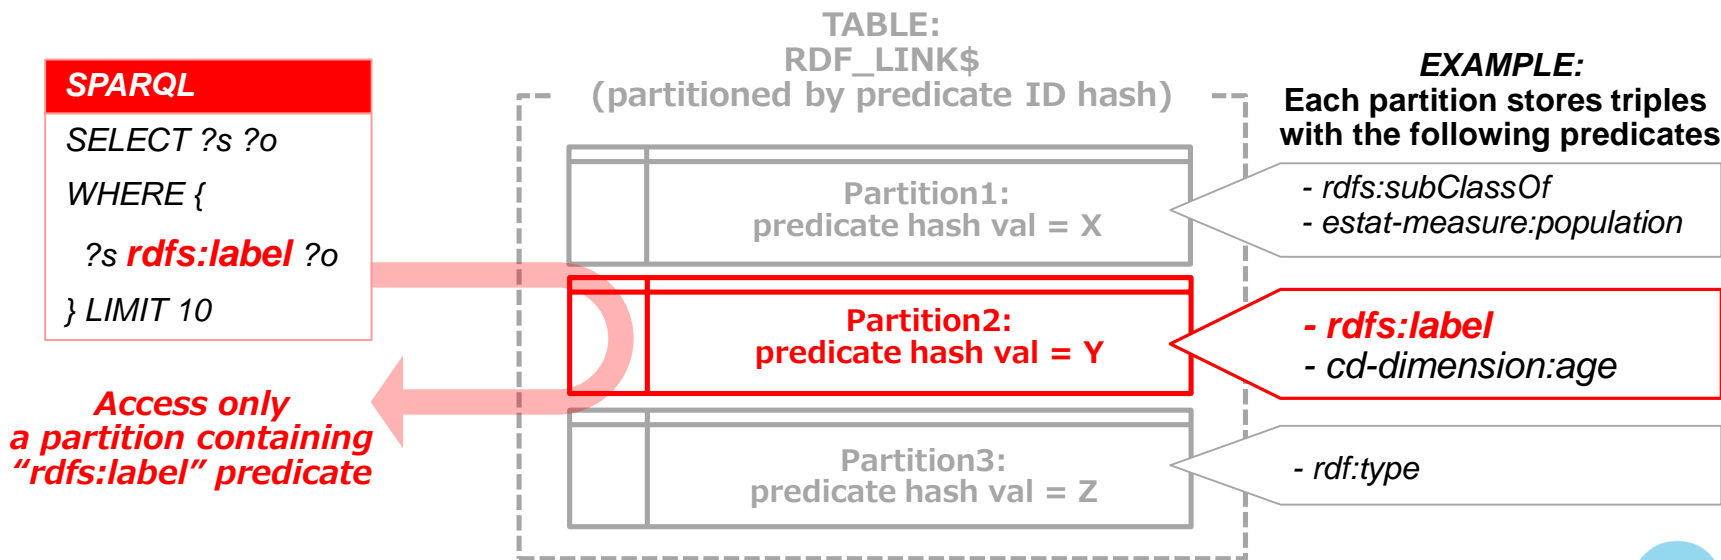 SPARQL
SELECT ?s ?o
WHERE {
?s rdfs:label ?o
} LIMIT 10
Access only
a partition containing
“rdfs:label” predicate
TABLE:
RDF_LINK$
(partitioned by predicate ID hash)
Partition1:
predicate hash val = X
Partition2:
predicate hash val = Y
Partition3:
predicate hash val = Z
EXAMPLE:
Each partition stores triples
with the following predicates
- rdfs:subClassOf
- estat-measure:population
- rdfs:label
- cd-dimension:age
- rdf:type